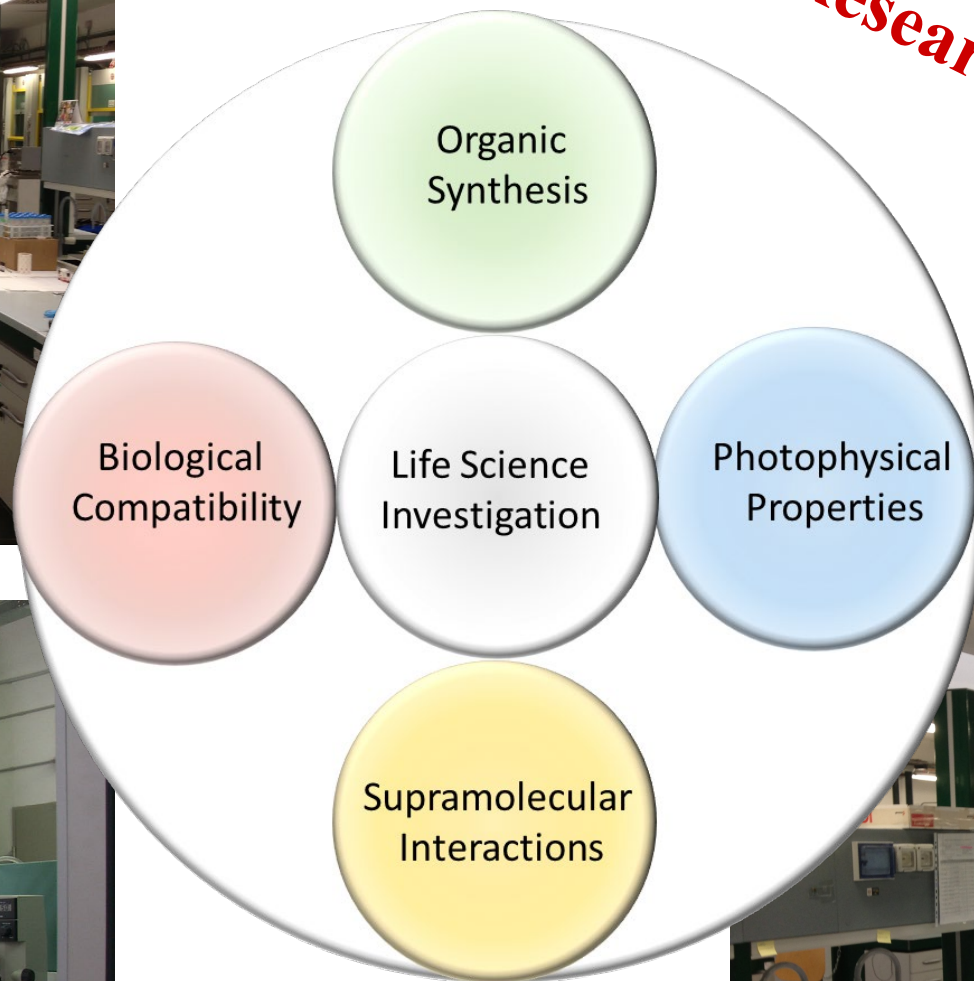 Organic
Synthesis
Biological
Compatibility
Life Science
Investigation
Photophysical
Properties
Supramolecular
Interactions